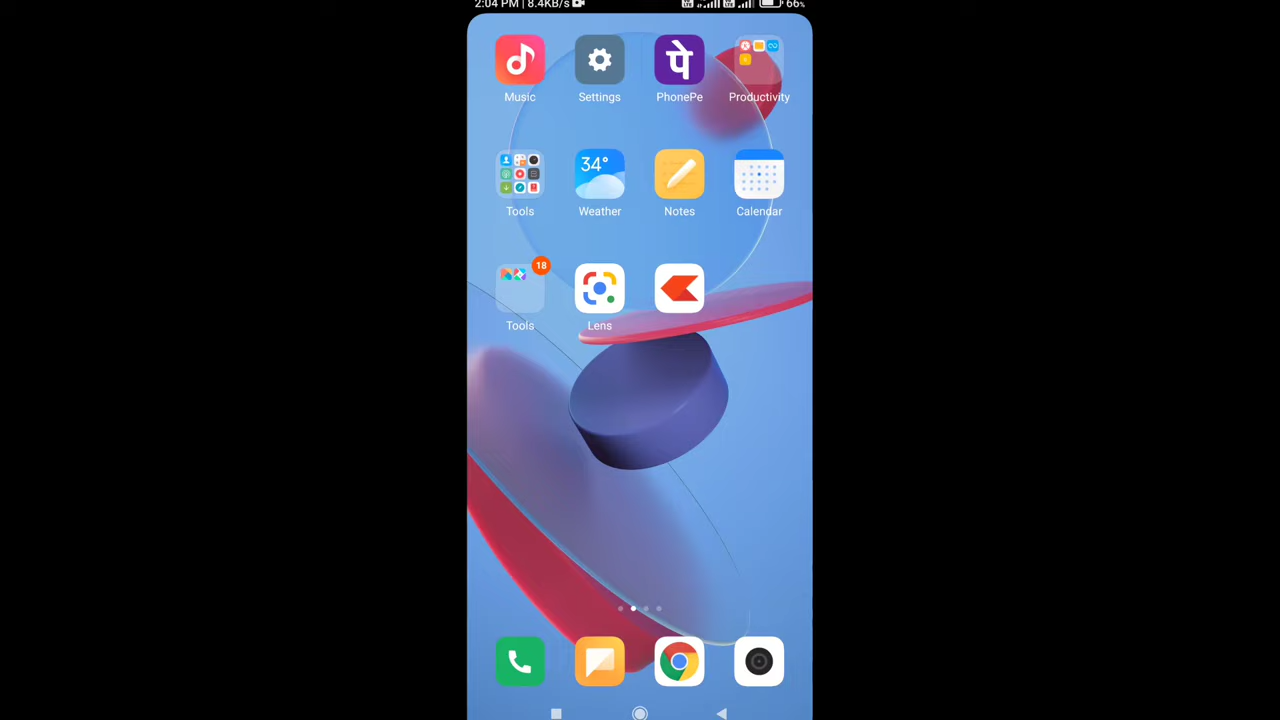 2:04 PM | 8.4KB/s 66%
Music Settings पे PhonePe Productivity
34°
Tools Weather Notes Calendar
18
Tools Lens